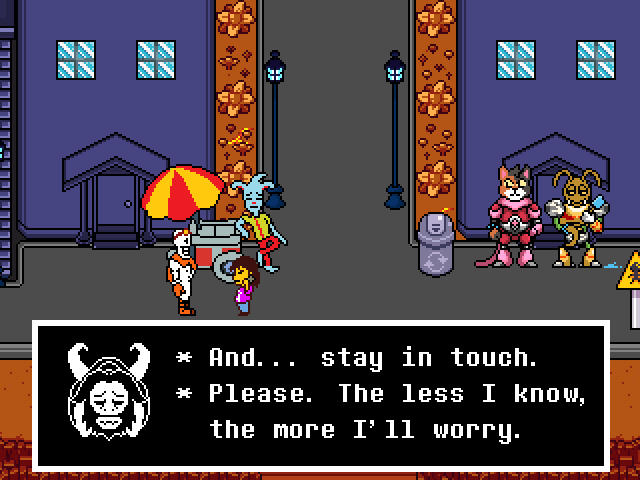 * And... stay in touch.
* Please. The less I know,
the more I'll worry.